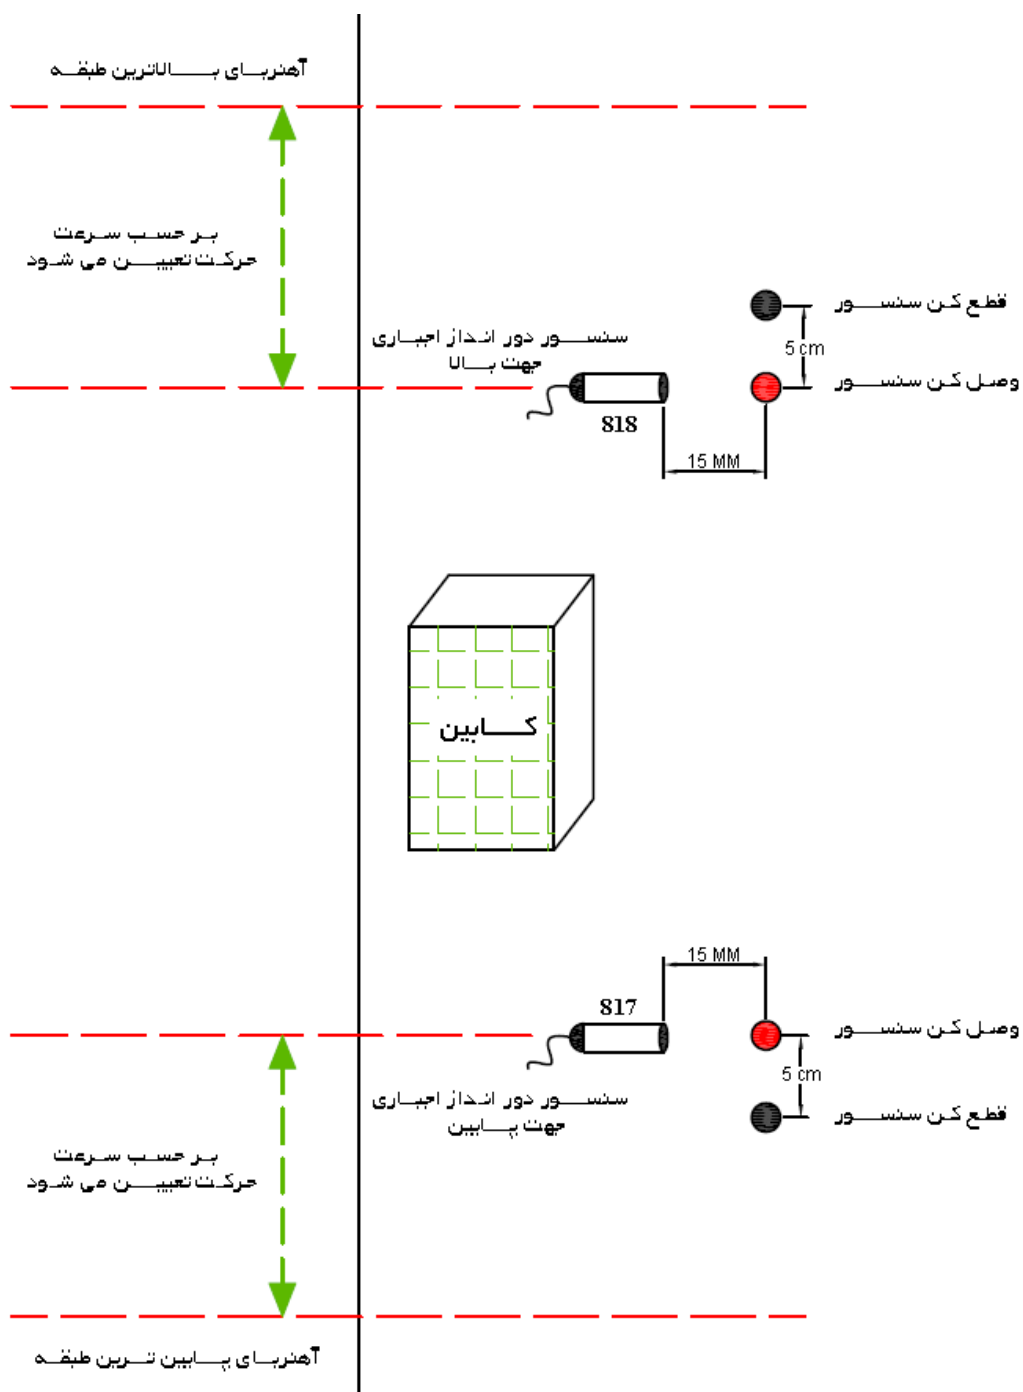 آهنربای بالاترین طبقه
بر حسب سرعت
حرکت تعیین می شود
قطع کن سنسور
5 cm
سنسور دور انداز اجباری
جهت بالا
وصل کن سنسور
818
15 MM
کابین
15 MM
817
وصل کن سنسور
5 cm
سنسور دور انداز اجباری
جهت پایین
قطع کن سنسور
بر حسب سرعت
حرکت تعیین می شود
آهنربای پایین ترین طبقه